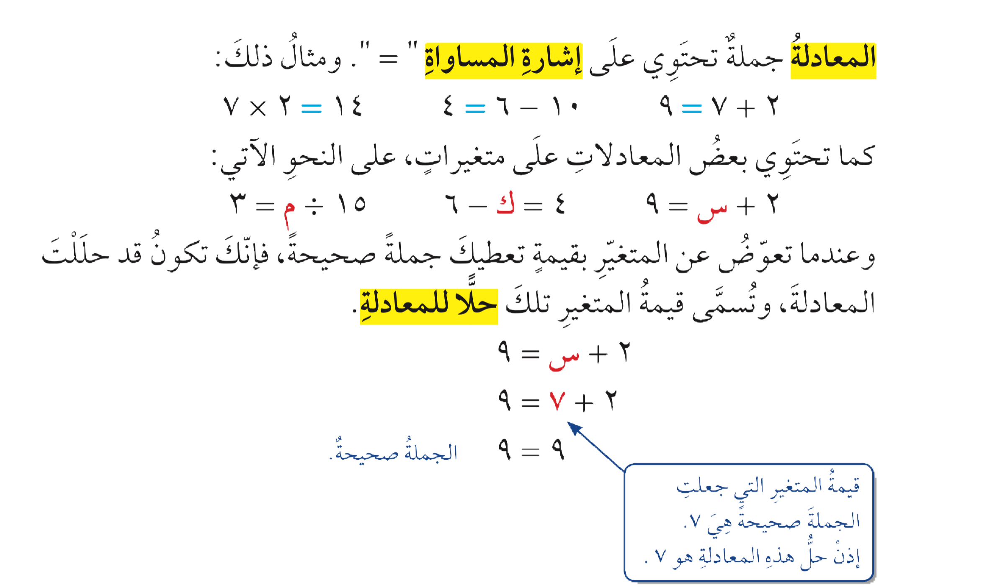 المعادلةُ جملةٌ تحتَوِي علَى إشارةِ المساواةِ " = ". ومثالُ ذلكَ:
٢ + ٧ = ٩ ١٠ − ٦ = ٤ ١٤ = ٢ × ٧
كما تحتَوِي بعضُ المعادلاتِ علَى متغيراتٍ، على النحوِ الآتي:
٢ + س = ٩ ٤ = ك − ٦ ١٥ ÷ م = ٣
وعندما تعوّضُ عن المتغيّرِ بقيمةٍ تعطيكَ جملةً صحيحةً، فإنّكَ تكونُ قد حلَلْتَ
المعادلةَ، وتُسمَّى قيمةُ المتغيرِ تلكَ حلًّا للمعادلةِ.
٢ + س = ٩
٢ + ٧ = ٩
٩ = ٩ الجملةُ صحيحةٌ.
قيمةُ المتغيرِ التي جعلتِ
الجملةَ صحيحةً هِيَ ٧.
إذنْ حلُّ هذهِ المعادلةِ هو ٧ .